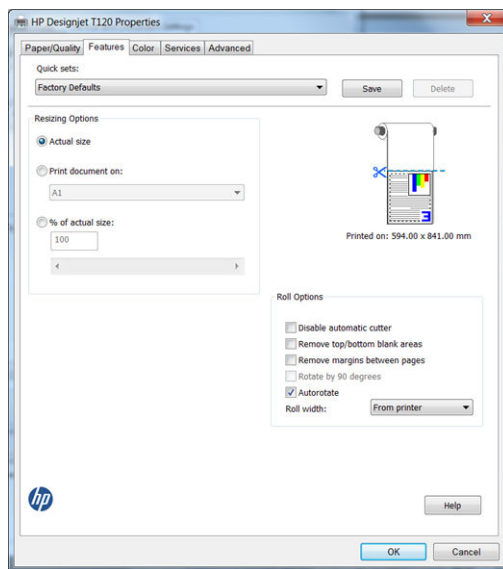 HP Designjet T120 Properties
Paper/Quality Features Color Services Advanced
Quick sets:
Factory Defaults
Save
Delete
Resizing Options
Actual size
Print document on:
A1
% of actual size:
100
Printed on: 594.00 x 841.00 mm
Roll Options
Disable automatic cutter
Remove top/bottom blank areas
Remove margins between pages
Rotate by 90 degrees
Autorotate
Roll width: From printer
hp
Help
OK Cancel